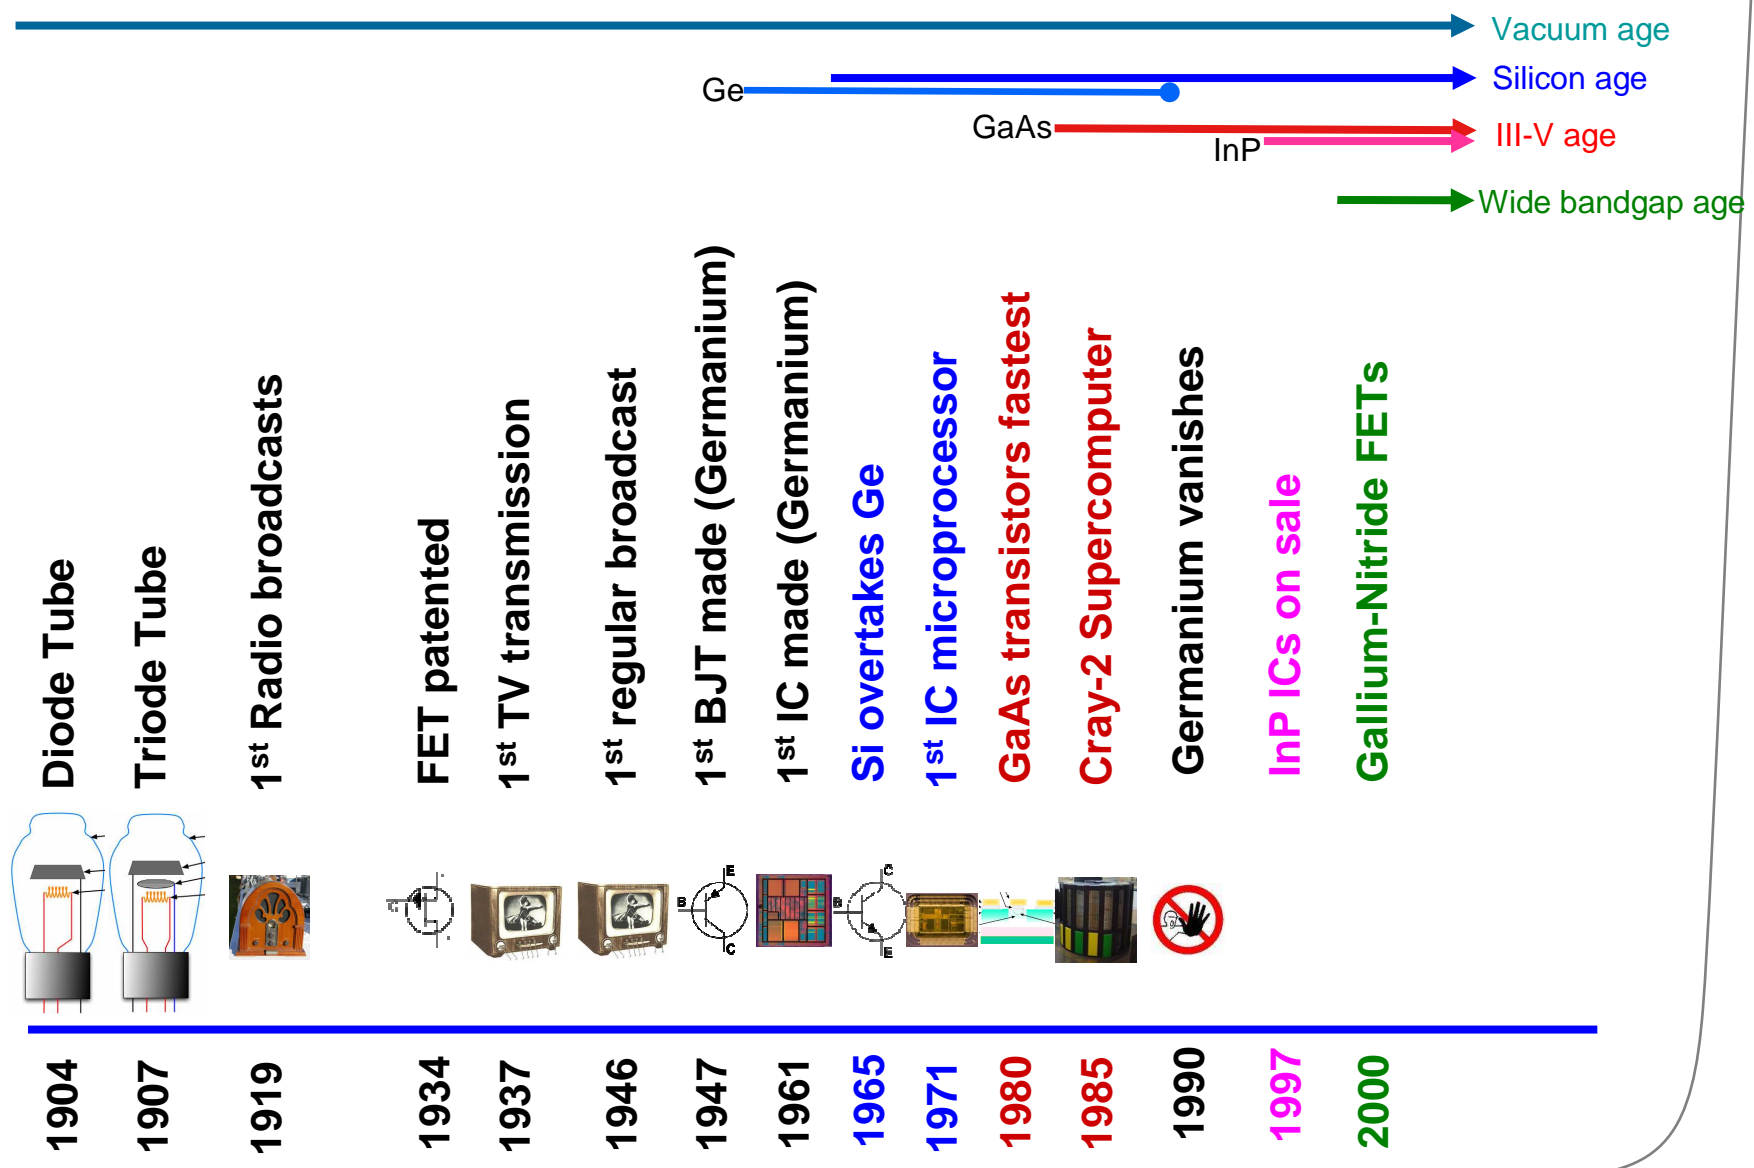 Vacuum age
Silicon age
Ge
GaAs
III-V age
InP
Wide bandgap age
Diode Tube
Triode Tube
1st Radio broadcasts
FET patented
1st TV transmission
1st regular broadcast
1st BJT made (Germanium)
1st IC made (Germanium)
Si overtakes Ge
1st IC microprocessor
GaAs transistors fastest
Cray-2 Supercomputer
Germanium vanishes
InP ICs on sale
Gallium-Nitride FETs
E
B
C
C
B
E
1904
1907
1919
1934
1937
1946
1947
1961
1965
1971
1980
1985
1990
1997
2000